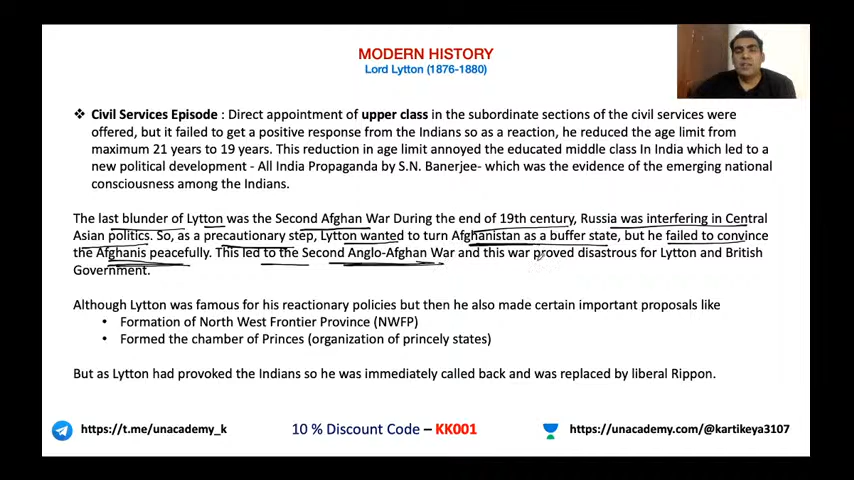 MODERN HISTORY
Lord Lytton (1876-1880)
❖ Civil Services Episode : Direct appointment of upper class in the subordinate sections of the civil services were
offered, but it failed to get a positive response from the Indians so as a reaction, he reduced the age limit from
maximum 21 years to 19 years. This reduction in age limit annoyed the educated middle class In India which led to a
new political development - All India Propaganda by S.N. Banerjee- which was the evidence of the emerging national
consciousness among the Indians.
The last blunder of Lytton was the Second Afghan War During the end of 19th century, Russia was interfering in Central
Asian politics. So, as a precautionary step, Lytton wanted to turn Afghanistan as a buffer state, but he failed to convince
the Afghanis peacefully. This led to the Second Anglo-Afghan War and this war proved disastrous for Lytton and British
Government.
Although Lytton was famous for his reactionary policies but then he also made certain important proposals like
• Formation of North West Frontier Province (NWFP)
• Formed the chamber of Princes (organization of princely states)
But as Lytton had provoked the Indians so he was immediately called back and was replaced by liberal Rippon.
https://t.me/unacademy_k
10 % Discount Code – KK001
https://unacademy.com/@kartikeya3107